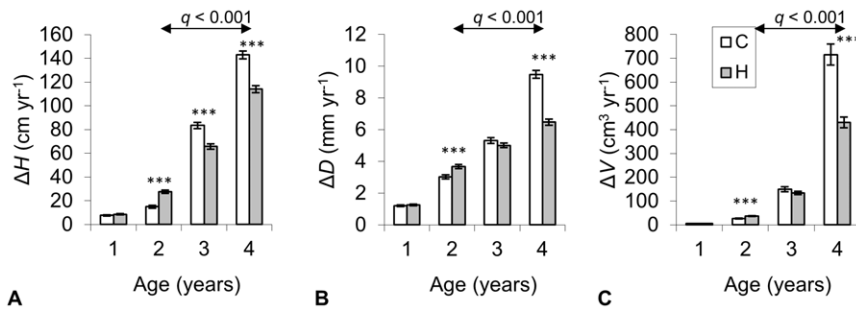 q < 0.001
160
140
120
100
80
60
40
20
0
ΔH (cm yr⁻¹)
***
***
***
1 2 3 4
Age (years)
A
q < 0.001
12
10
8
6
4
2
0
ΔD (mm yr⁻¹)
***
***
1 2 3 4
Age (years)
B
q < 0.001
800
700
600
500
400
300
200
100
0
ΔV (cm³ yr⁻¹)
C
H
***
***
1 2 3 4
Age (years)
C